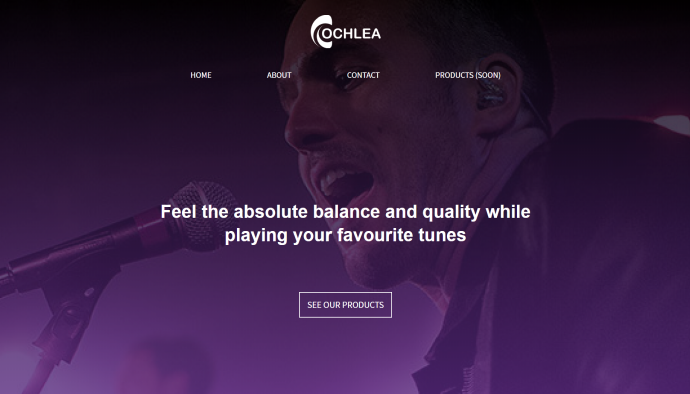 COCHLEA
HOME
ABOUT
CONTACT
PRODUCTS (SOON)
Feel the absolute balance and quality while
playing your favourite tunes
SEE OUR PRODUCTS